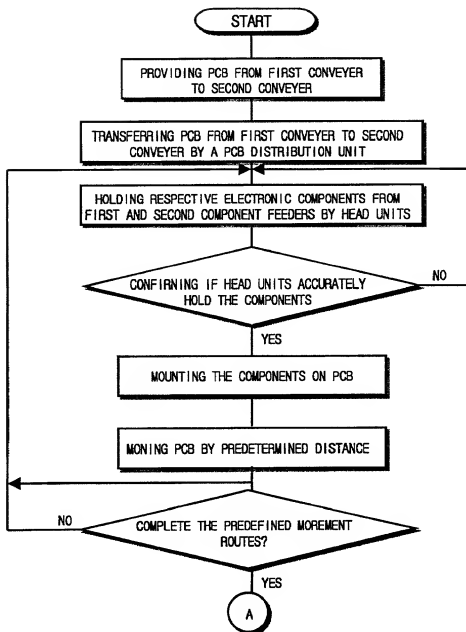 START
PROVIDING PCB FROM FIRST CONVEYER
TO SECOND CONVEYER
TRANSFERRING PCB FROM FIRST CONVEYER TO SECOND
CONVEYER BY A PCB DISTRIBUTION UNIT
HOLDING RESPECTIVE ELECTRONIC COMPONENTS FROM
FIRST AND SECOND COMPONENT FEEDERS BY HEAD UNITS
CONFIRMING IF HEAD UNITS ACCURATELY
HOLD THE COMPONENTS
NO
YES
MOUNTING THE COMPONENTS ON PCB
MONING PCB BY PREDETERMINED DISTANCE
NO
COMPLETE THE PREDEFINED MOREMENT
ROUTES?
YES
A